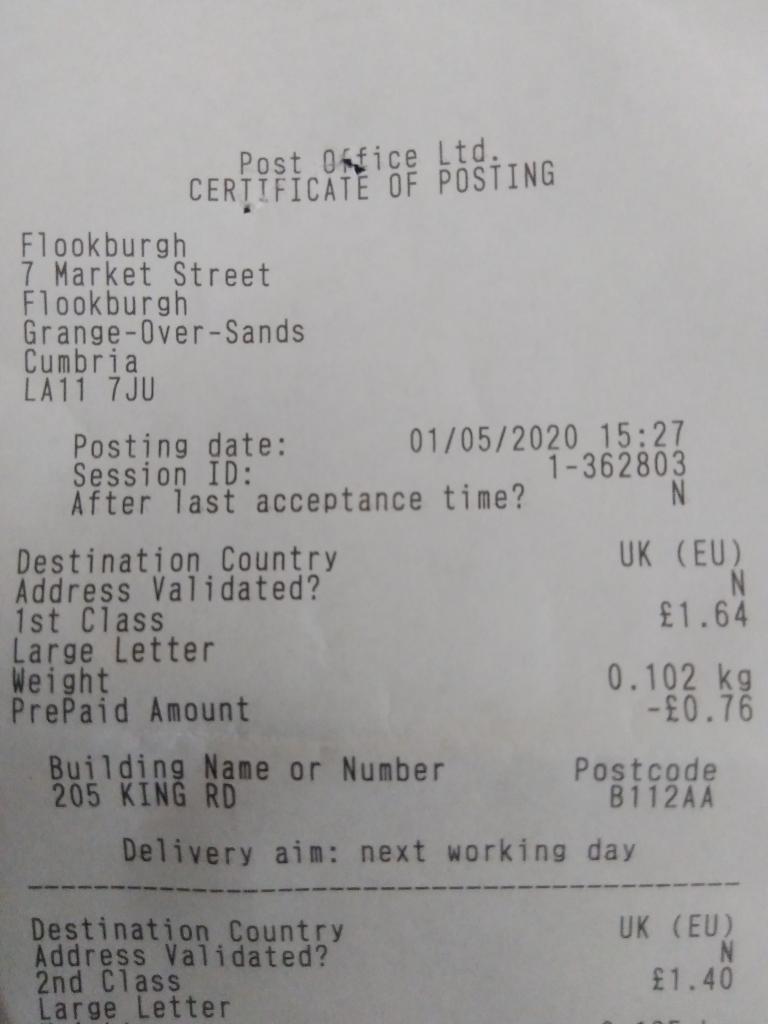 Post Office Ltd.
CERTIFICATE OF POSTING
Flookburgh
7 Market Street
Flookburgh
Grange-Over-Sands
Cumbria
LA11 7JU
Posting date: 01/05/2020 15:27
Session ID: 1-362803
After last acceptance time? N
Destination Country UK (EU)
Address Validated? N
1st Class £1.64
Large Letter
Weight 0.102 kg
PrePaid Amount -£0.76
Building Name or Number Postcode
205 KING RD B112AA
Delivery aim: next working day
Destination Country UK (EU)
Address Validated? N
2nd Class £1.40
Large Letter